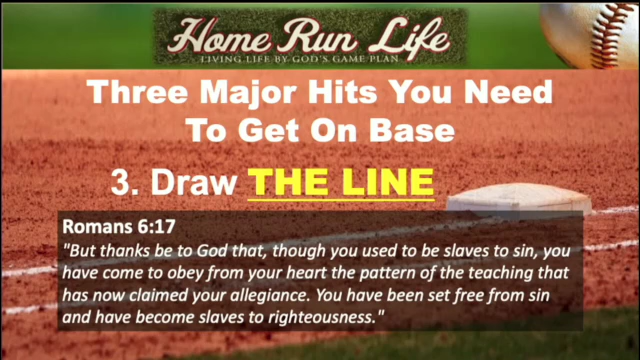 Home Run Life
LIVING LIFE BY GOD'S GAME PLAN
Three Major Hits You Need
To Get On Base
3. Draw THE LINE
Romans 6:17
"But thanks be to God that, though you used to be slaves to sin, you
have come to obey from your heart the pattern of the teaching that
has now claimed your allegiance. You have been set free from sin
and have become slaves to righteousness."